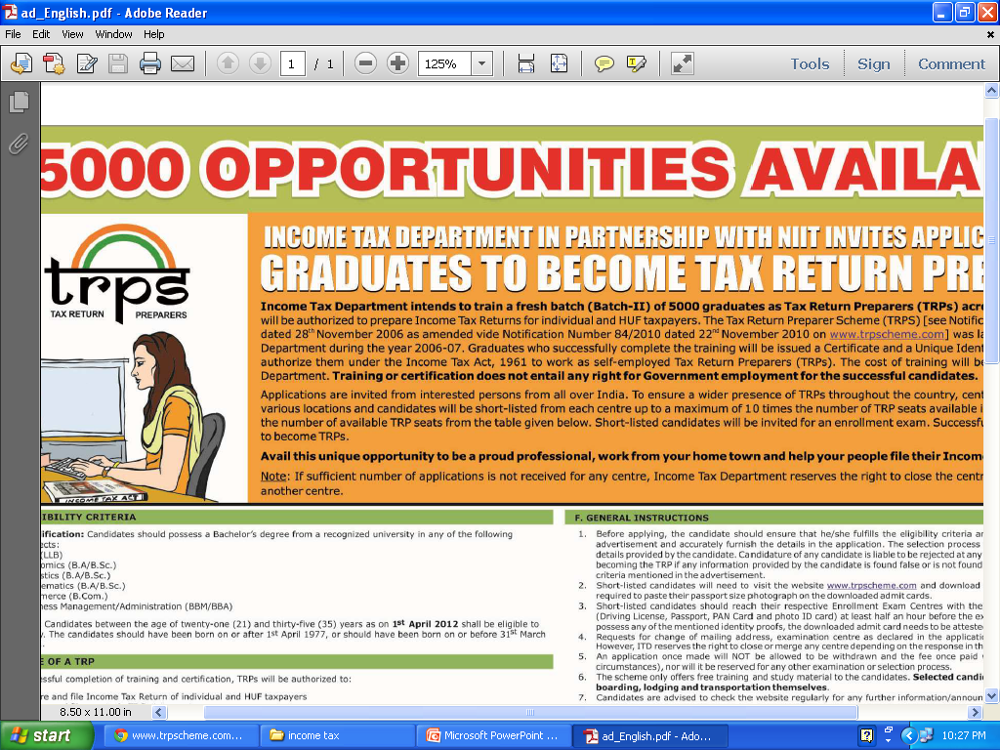 ad_English.pdf - Adobe Reader
File Edit View Window Help
1 / 1 125% Tools Sign Comment
5000 OPPORTUNITIES AVAILA
trps
TAX RETURN PREPARERS
INCOME TAX ACT
INCOME TAX DEPARTMENT IN PARTNERSHIP WITH NIIT INVITES APPLIC
GRADUATES TO BECOME TAX RETURN PRE
Income Tax Department intends to train a fresh batch (Batch-II) of 5000 graduates as Tax Return Preparers (TRPs) acr
will be authorized to prepare Income Tax Returns for individual and HUF taxpayers. The Tax Return Preparer Scheme (TRPS) [see Notific
dated 28th November 2006 as amended vide Notification Number 84/2010 dated 22nd November 2010 on www.trpscheme.com] was la
Department during the year 2006-07. Graduates who successfully complete the training will be issued a Certificate and a Unique Ident
authorize them under the Income Tax Act, 1961 to work as self-employed Tax Return Preparers (TRPs). The cost of training will be
Department. Training or certification does not entail any right for Government employment for the successful candidates.
Applications are invited from interested persons from all over India. To ensure a wider presence of TRPs throughout the country, cent
various locations and candidates will be short-listed from each centre up to a maximum of 10 times the number of TRP seats available i
the number of available TRP seats from the table given below. Short-listed candidates will be invited for an enrollment exam. Successfu
to become TRPs.
Avail this unique opportunity to be a proud professional, work from your home town and help your people file their Incom
Note: If sufficient number of applications is not received for any centre, Income Tax Department reserves the right to close the centr
another centre.
IBILITY CRITERIA
ification: Candidates should possess a Bachelor's degree from a recognized university in any of the following
ects:
(LLB)
omics (B.A/B.Sc.)
stics (B.A/B.Sc.)
ematics (B.A/B.Sc.)
merce (B.Com.)
ness Management/Administration (BBM/BBA)
Candidates between the age of twenty-one (21) and thirty-five (35) years as on 1st April 2012 shall be eligible to
y. The candidates should have been born on or after 1st April 1977, or should have been born on or before 31st March
E OF A TRP
essful completion of training and certification, TRPs will be authorized to:
re and file Income Tax Return of individual and HUF taxpayers
F. GENERAL INSTRUCTIONS
1. Before applying, the candidate should ensure that he/she fulfills the eligibility criteria an
advertisement and accurately furnish the details in the application. The selection process
details provided by the candidate. Candidature of any candidate is liable to be rejected at any
becoming the TRP if any information provided by the candidate is found false or is not found
criteria mentioned in the advertisement.
2. Short-listed candidates will need to visit the website www.trpscheme.com and download
required to paste their passport size photograph on the downloaded admit cards.
3. Short-listed candidates should reach their respective Enrollment Exam Centres with the
(Driving License, Passport, PAN Card and photo ID card) at least half an hour before the ex
possess any of the mentioned identity proofs, the downloaded admit card needs to be atteste
4. Requests for change of mailing address, examination centre as declared in the applicatio
However, ITD reserves the right to close or merge any centre depending on the response in th
5. An application once made will NOT be allowed to be withdrawn and the fee once paid
circumstances), nor will it be reserved for any other examination or selection process.
6. The scheme only offers free training and study material to the candidates. Selected candi
boarding, lodging and transportation themselves.
7. Candidates are advised to check the website regularly for any further information/announ
8.50 x 11.00 in
start www.trpscheme.com... income tax Microsoft PowerPoint ... ad_English.pdf - Ado... 10:27 PM